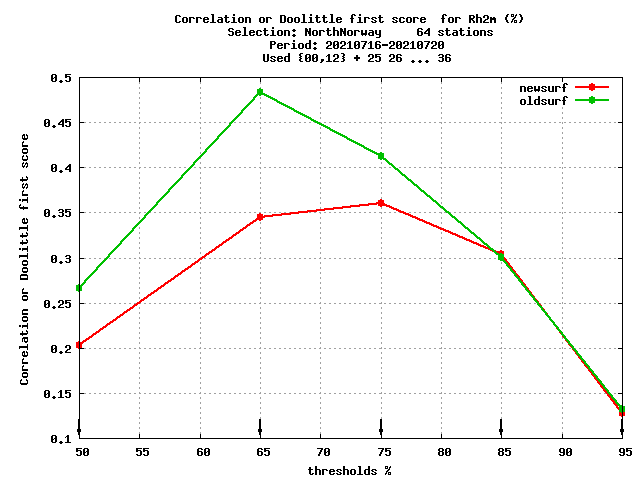 Correlation or Doolittle first score  for Rh2m (%)
Selection: NorthNorway     64 stations
Period: 20210716-20210720
Used {00,12} + 25 26 ... 36
newsurf
oldsurf
Correlation or Doolittle first score
0.5
0.45
0.4
0.35
0.3
0.25
0.2
0.15
0.1
50 55 60 65 70 75 80 85 90 95
thresholds %